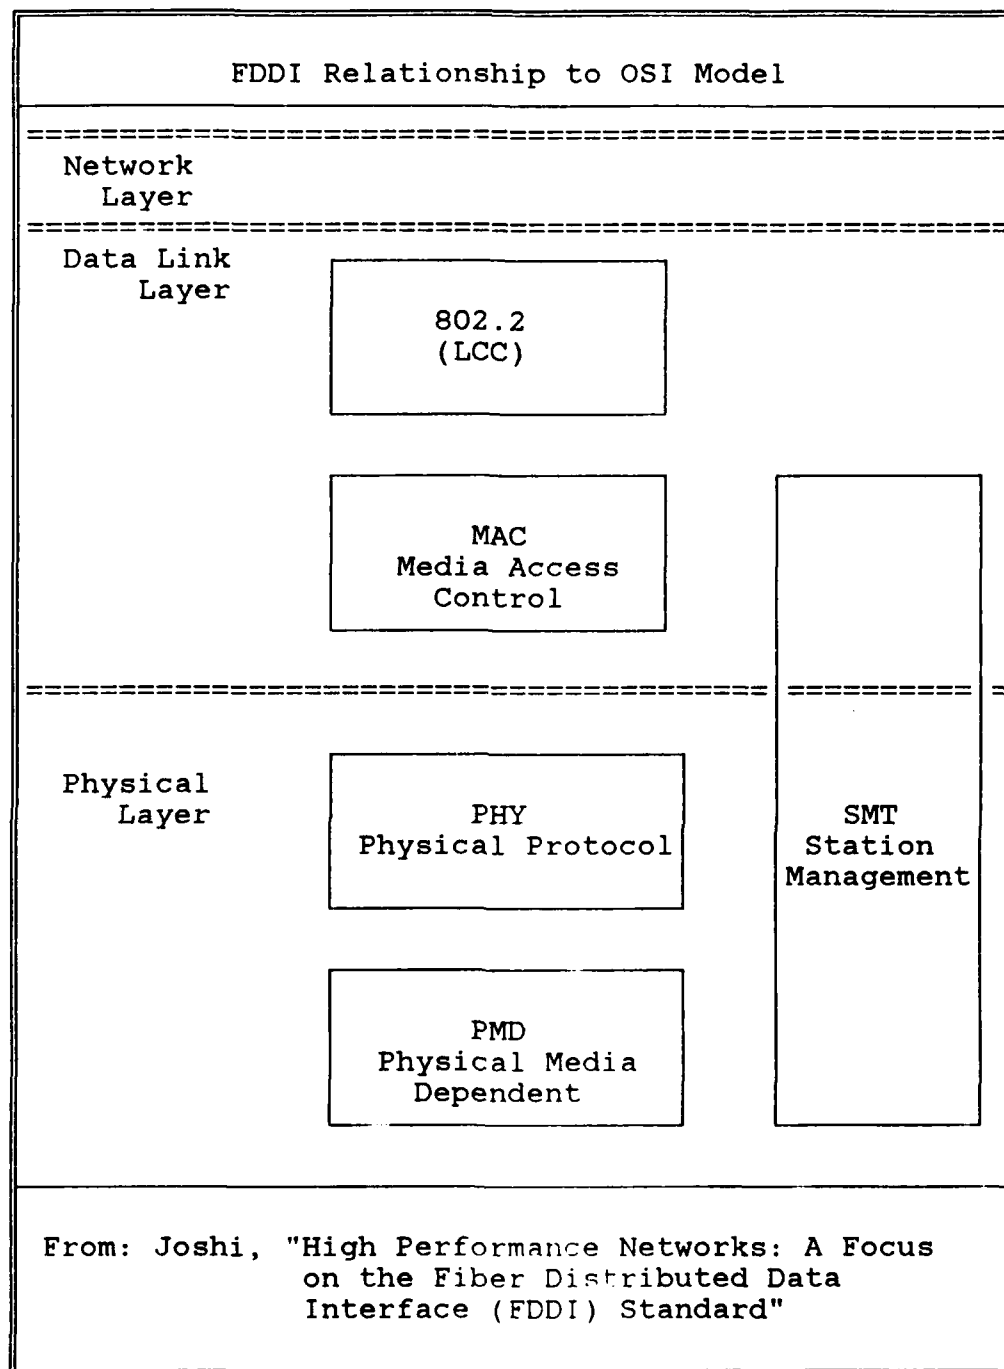 FDDI Relationship to OSI Model
Network
Layer
Data Link
Layer
802.2
(LCC)
MAC
Media Access
Control
Physical
Layer
PHY
Physical Protocol
SMT
Station
Management
PMD
Physical Media
Dependent
From: Joshi, "High Performance Networks: A Focus
on the Fiber Distributed Data
Interface (FDDI) Standard"